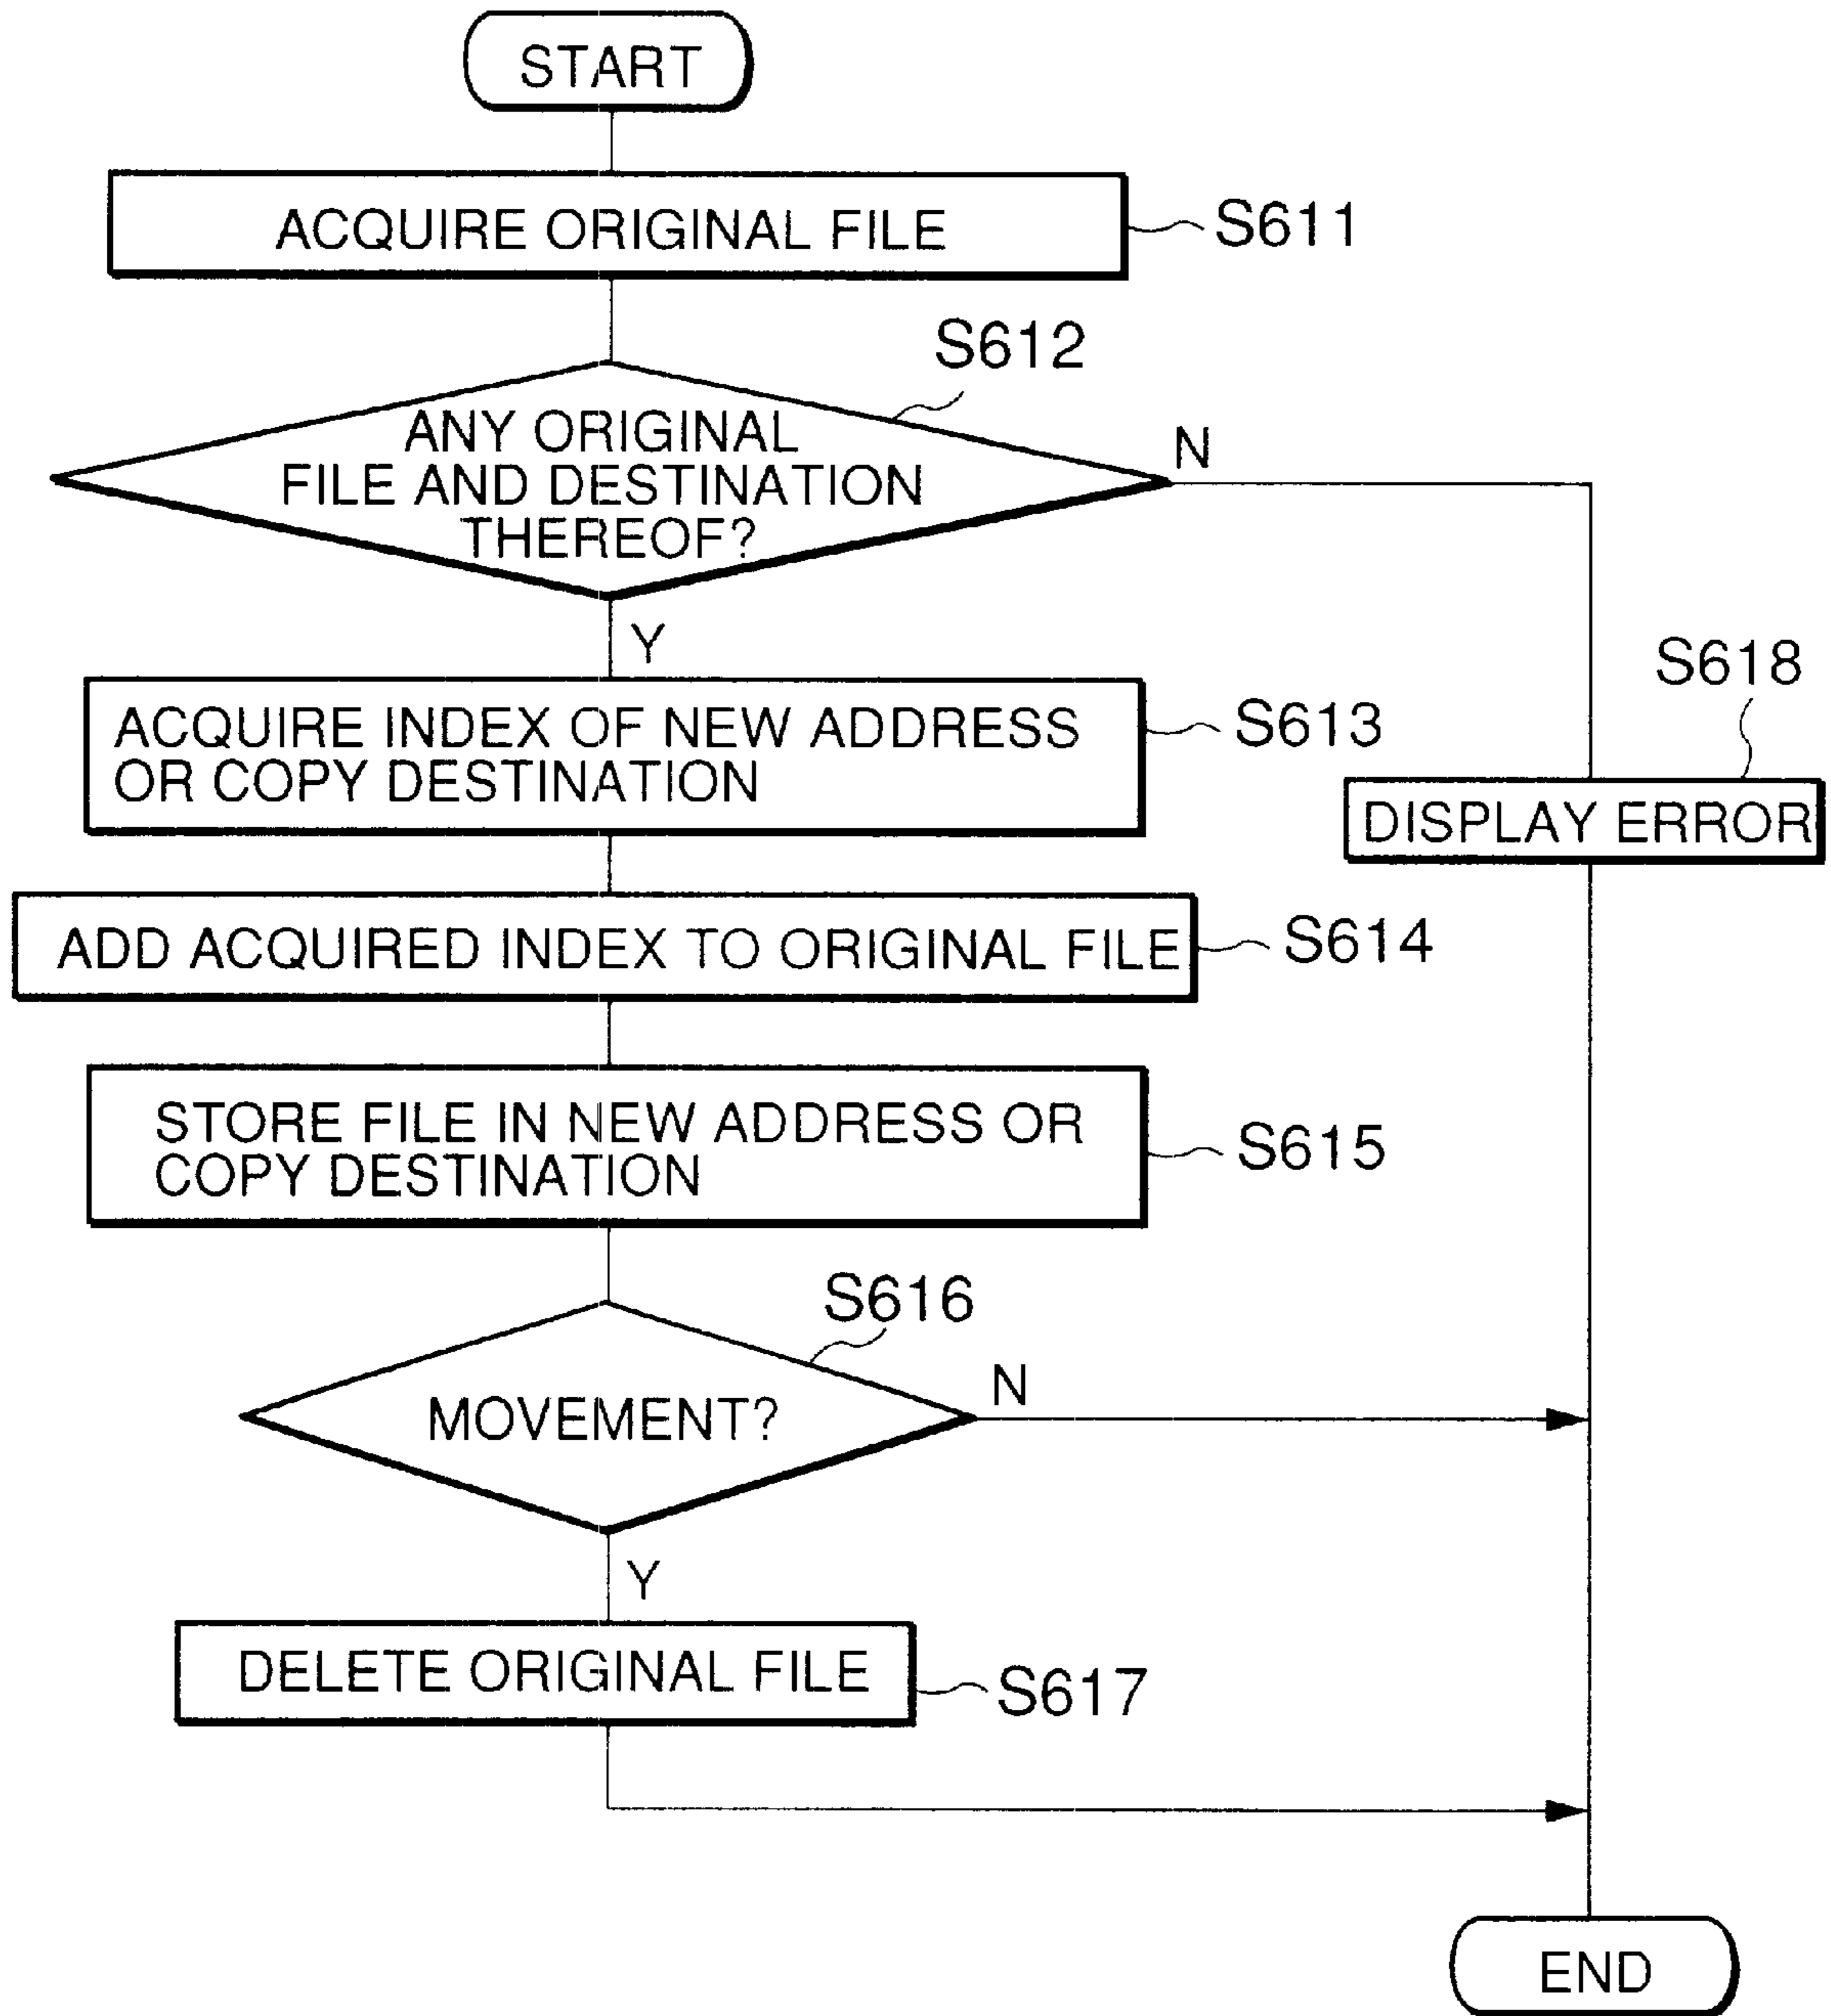 START
ACQUIRE ORIGINAL FILE
S611
S612
ANY ORIGINAL
FILE AND DESTINATION
THEREOF?
N
Y
S618
ACQUIRE INDEX OF NEW ADDRESS
OR COPY DESTINATION
S613
DISPLAY ERROR
ADD ACQUIRED INDEX TO ORIGINAL FILE
S614
STORE FILE IN NEW ADDRESS OR
COPY DESTINATION
S615
S616
MOVEMENT?
N
Y
DELETE ORIGINAL FILE
S617
END